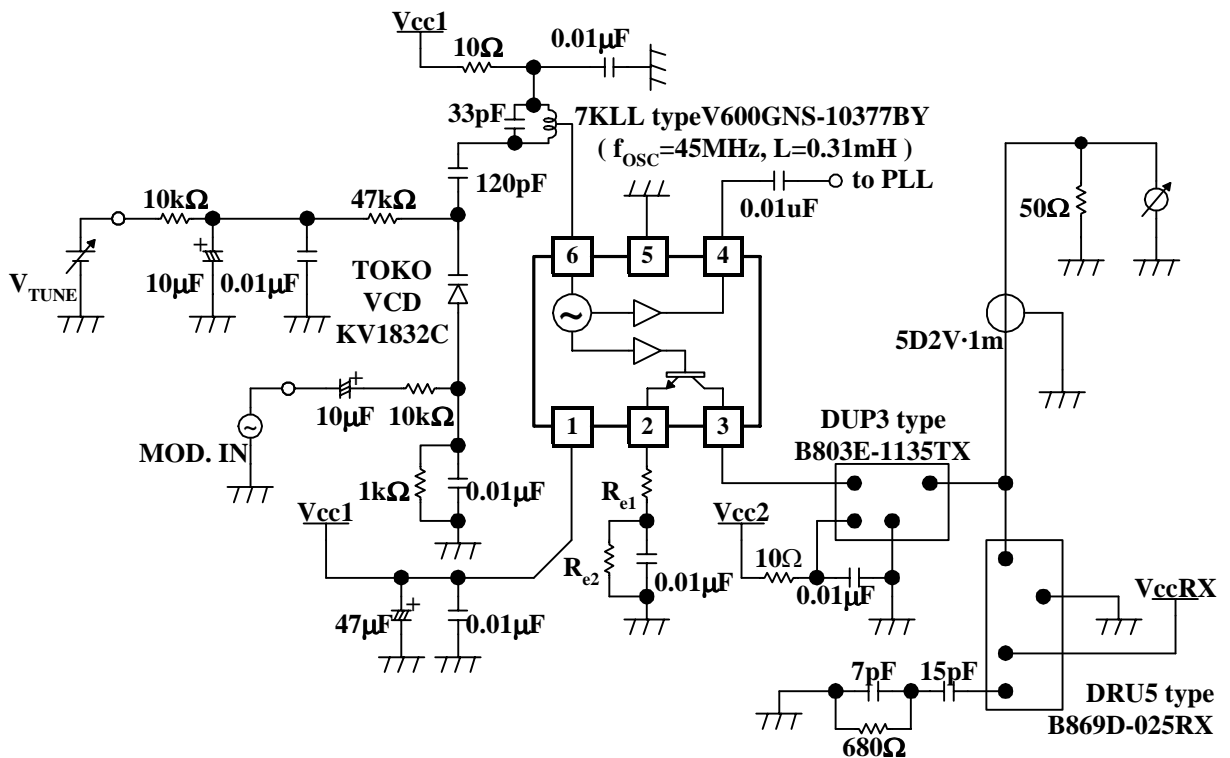 Vcc1
10Ω
0.01μF
33pF
7KLL typeV600GNS-10377BY
( fOSC=45MHz, L=0.31mH )
120pF
to PLL
0.01uF
10kΩ
47kΩ
50Ω
6
5
4
VTUNE
+
10μF
0.01μF
TOKO
VCD
KV1832C
~
5D2V·1m
+
10μF
10kΩ
1
2
3
~
MOD. IN
DUP3 type
B803E-1135TX
1kΩ
0.01μF
Re1
Vcc1
Vcc2
10Ω
Re2
0.01μF
0.01μF
VccRX
+
47μF
0.01μF
7pF
15pF
680Ω
DRU5 type
B869D-025RX